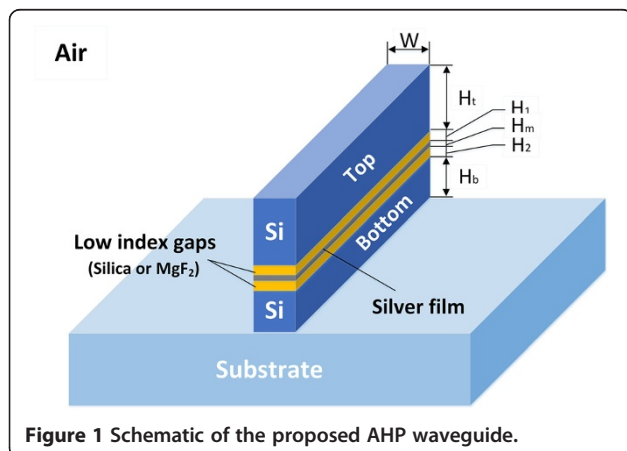 Air
W
Hₜ
H₁
Hₘ
H₂
H_b
Top
Bottom
Si
Low index gaps
(Silica or MgF₂)
Si
Silver film
Substrate
Figure 1 Schematic of the proposed AHP waveguide.